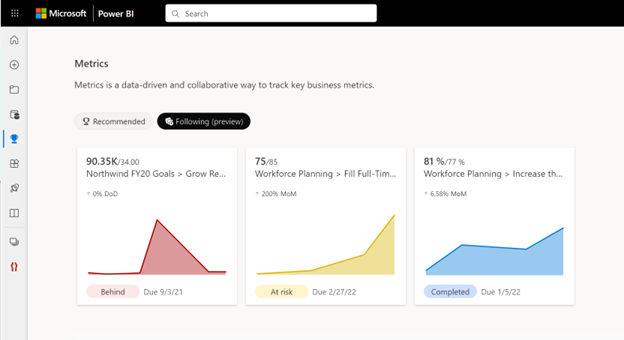 Microsoft Power BI Search
Metrics
Metrics is a data-driven and collaborative way to track key business metrics.
Recommended Following (preview)
90.35K/34.00
Northwind FY20 Goals > Grow Re...
↑ 0% DoD
Behind Due 9/3/21
75/85
Workforce Planning > Fill Full-Tim...
↑ 200% MoM
At risk Due 2/27/22
81 %/77 %
Workforce Planning > Increase th...
↑ 6.58% MoM
Completed Due 1/5/22